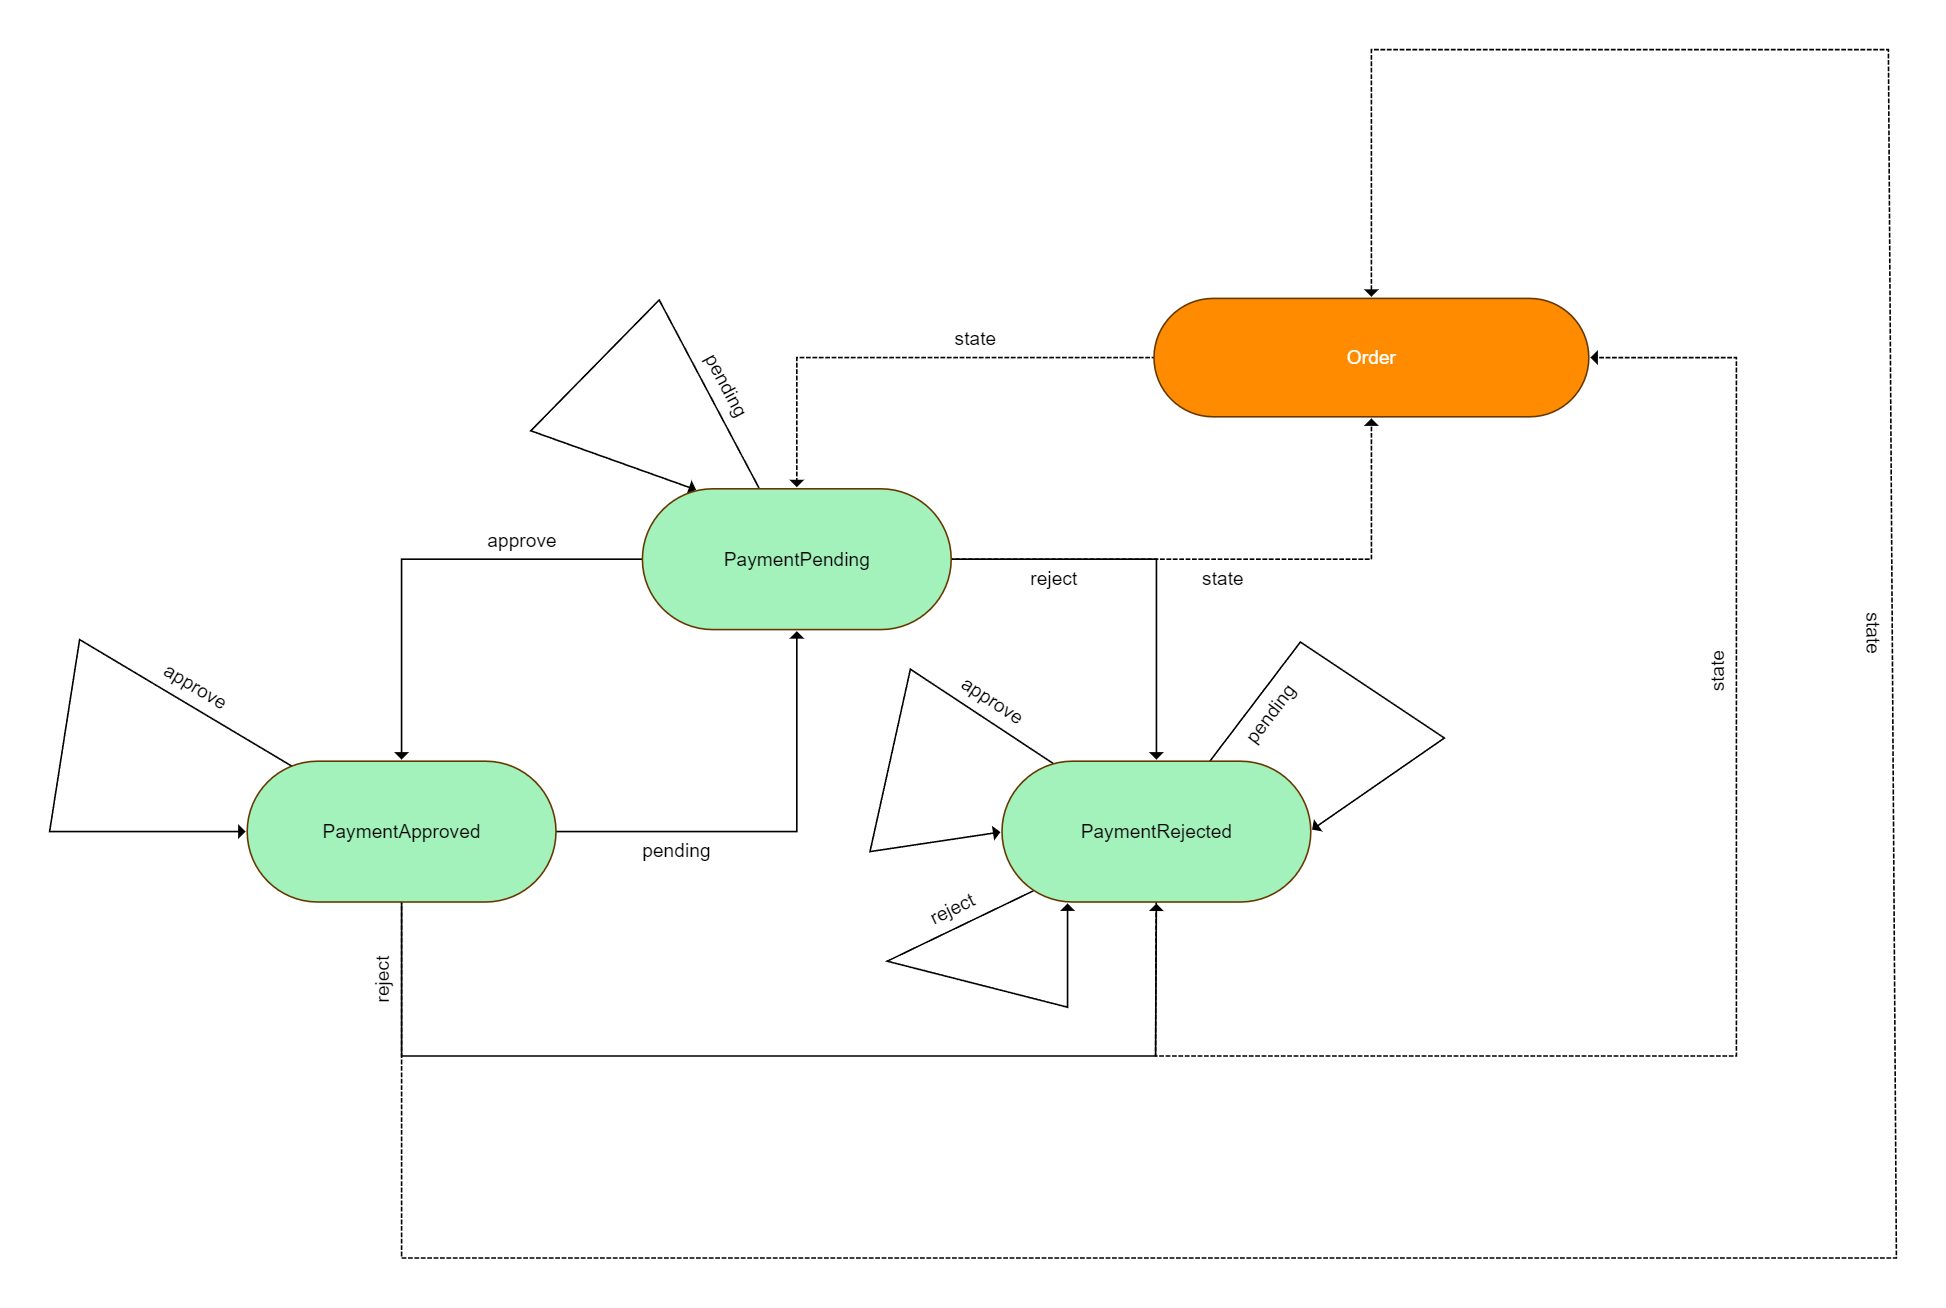 state
Order
pending
approve
PaymentPending
reject
state
approve
approve
pending
state
state
PaymentApproved
pending
PaymentRejected
reject
reject